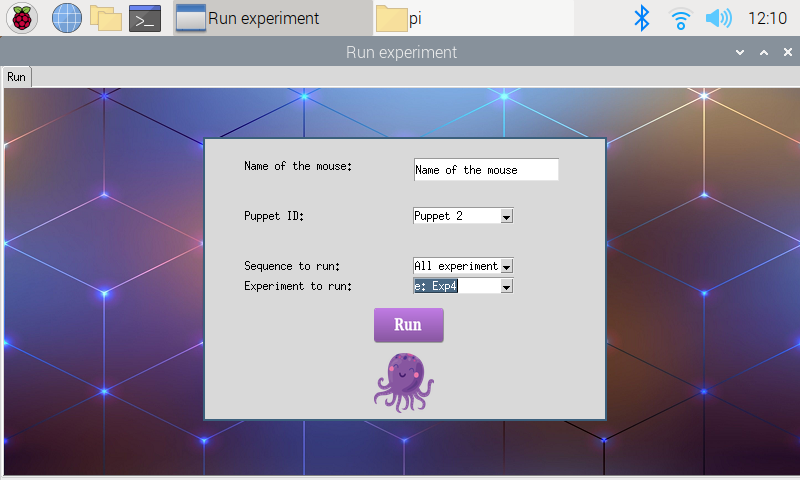 Run experiment
pi
12:10
Run experiment
Run
Name of the mouse: Name of the mouse
Puppet ID: Puppet 2
Sequence to run: All experiment
Experiment to run: e: Exp4
Run